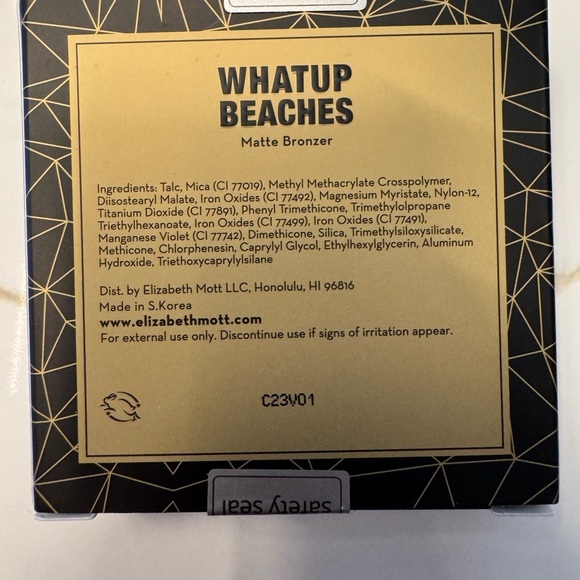 WHATUP
BEACHES
Matte Bronzer
Ingredients: Talc, Mica (CI 77019), Methyl Methacrylate Crosspolymer,
Diisostearyl Malate, Iron Oxides (CI 77492), Magnesium Myristate, Nylon-12,
Titanium Dioxide (CI 77891), Phenyl Trimethicone, Trimethylolpropane
Triethylhexanoate, Iron Oxides (CI 77499), Iron Oxides (CI 77491),
Manganese Violet (CI 77742), Dimethicone, Silica, Trimethylsiloxysilicate,
Methicone, Chlorphenesin, Caprylyl Glycol, Ethylhexylglycerin, Aluminum
Hydroxide, Triethoxycaprylylsilane
Dist. by Elizabeth Mott LLC, Honolulu, HI 96816
Made in S.Korea
www.elizabethmott.com
For external use only. Discontinue use if signs of irritation appear.
C23V01
safety seal